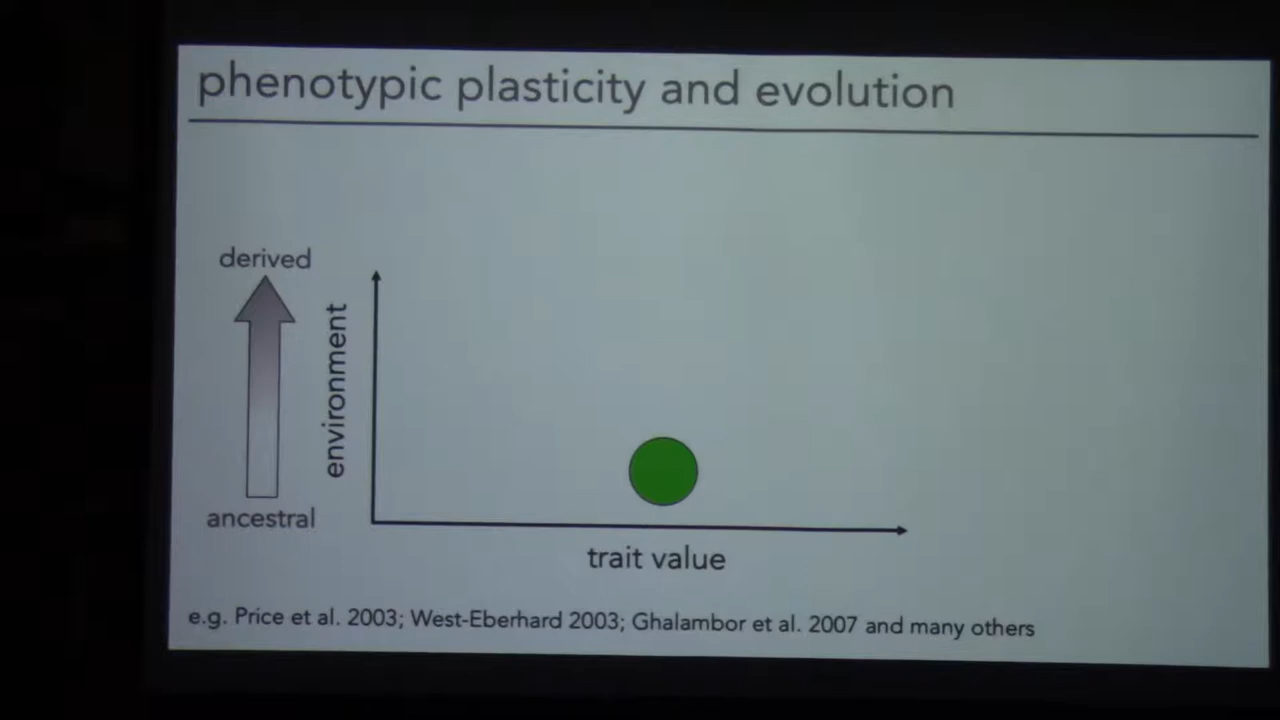 phenotypic plasticity and evolution
derived
environment
ancestral
trait value
e.g. Price et al. 2003; West-Eberhard 2003; Ghalambor et al. 2007 and many others